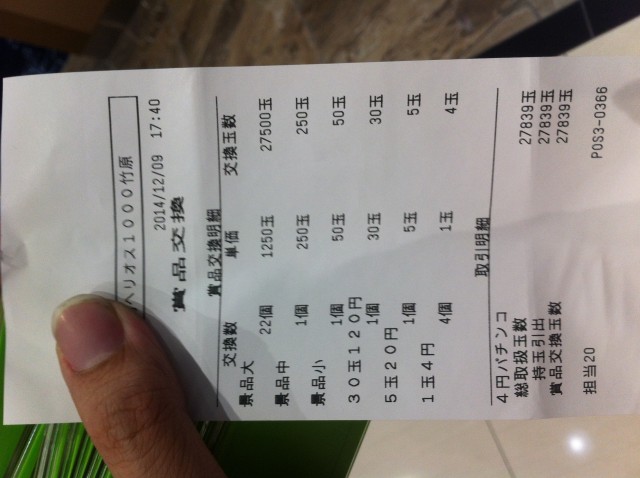 ヘリオス1000竹原
2014/12/09 17:40
賞品交換
賞品交換明細
交換数 単価 交換玉数
景品大
22個 1250玉 27500玉
景品中
1個 250玉 250玉
景品小
1個 50玉 50玉
30玉120円
1個 30玉 30玉
5玉20円
1個 5玉 5玉
1玉4円
4個 1玉 4玉
取引明細
4円パチンコ
総取扱玉数 27839玉
持玉引出 27839玉
賞品交換玉数 27839玉
担当20 POS3-0366